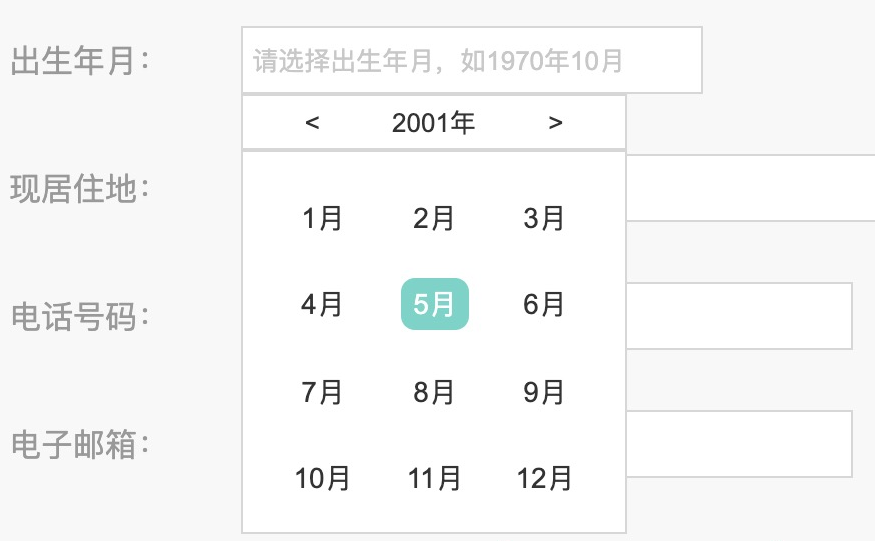 出生年月： 请选择出生年月，如1970年10月
< 2001年 >
现居住地：
1月 2月 3月
电话号码：
4月 5月 6月
7月 8月 9月
电子邮箱：
10月 11月 12月